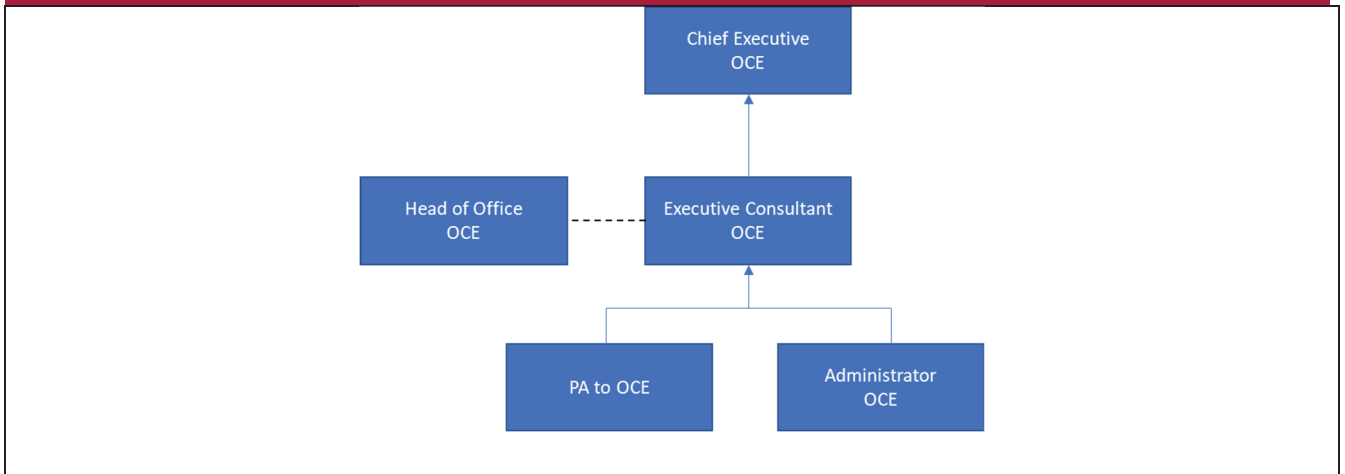 Chief Executive
OCE
Head of Office
OCE
Executive Consultant
OCE
PA to OCE
Administrator
OCE